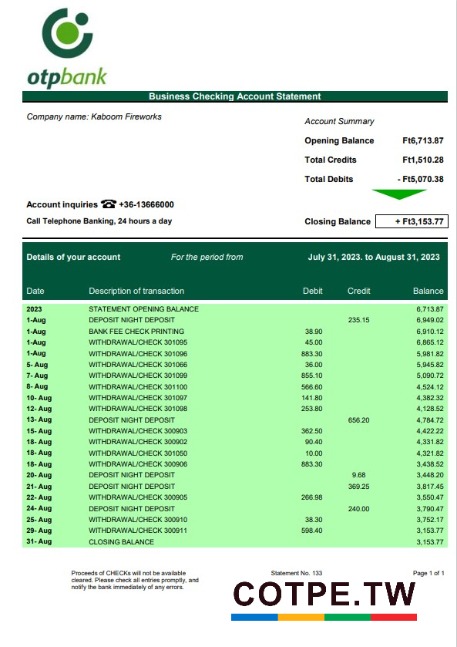 otpbank
Business Checking Account Statement
Company name: Kaboom Fireworks
Account Summary
Opening Balance Ft6,713.87
Total Credits Ft1,510.28
Total Debits - Ft5,070.38
Account inquiries ☎ +36-13666000
Call Telephone Banking, 24 hours a day
Closing Balance + Ft3,153.77
Details of your account For the period from July 31, 2023. to August 31, 2023
Date Description of transaction Debit Credit Balance
2023 STATEMENT OPENING BALANCE 6,713.87
1-Aug DEPOSIT NIGHT DEPOSIT 235.15 6,949.02
1-Aug BANK FEE CHECK PRINTING 38.90 6,910.12
1-Aug WITHDRAWAL/CHECK 301095 45.00 6,865.12
1-Aug WITHDRAWAL/CHECK 301096 883.30 5,981.82
5- Aug WITHDRAWAL/CHECK 301066 36.00 5,945.82
7- Aug WITHDRAWAL/CHECK 301099 855.10 5,090.72
8- Aug WITHDRAWAL/CHECK 301100 566.60 4,524.12
10- Aug WITHDRAWAL/CHECK 301097 141.80 4,382.32
12- Aug WITHDRAWAL/CHECK 301098 253.80 4,128.52
13- Aug DEPOSIT NIGHT DEPOSIT 656.20 4,784.72
15- Aug WITHDRAWAL/CHECK 300903 362.50 4,422.22
18- Aug WITHDRAWAL/CHECK 300902 90.40 4,331.82
18- Aug WITHDRAWAL/CHECK 301050 10.00 4,321.82
18- Aug WITHDRAWAL/CHECK 300906 883.30 3,438.52
20- Aug DEPOSIT NIGHT DEPOSIT 9.68 3,448.20
21- Aug DEPOSIT NIGHT DEPOSIT 369.25 3,817.45
22- Aug WITHDRAWAL/CHECK 300905 266.98 3,550.47
24- Aug DEPOSIT NIGHT DEPOSIT 240.00 3,790.47
25- Aug WITHDRAWAL/CHECK 300910 38.30 3,752.17
29- Aug WITHDRAWAL/CHECK 300911 598.40 3,153.77
31- Aug CLOSING BALANCE 3,153.77
Proceeds of CHECKs will not be available
cleared. Please check all entries promptly, and
notify the bank immediately of any errors.
Statement No. 133
Page 1 of 1
COTPE.TW